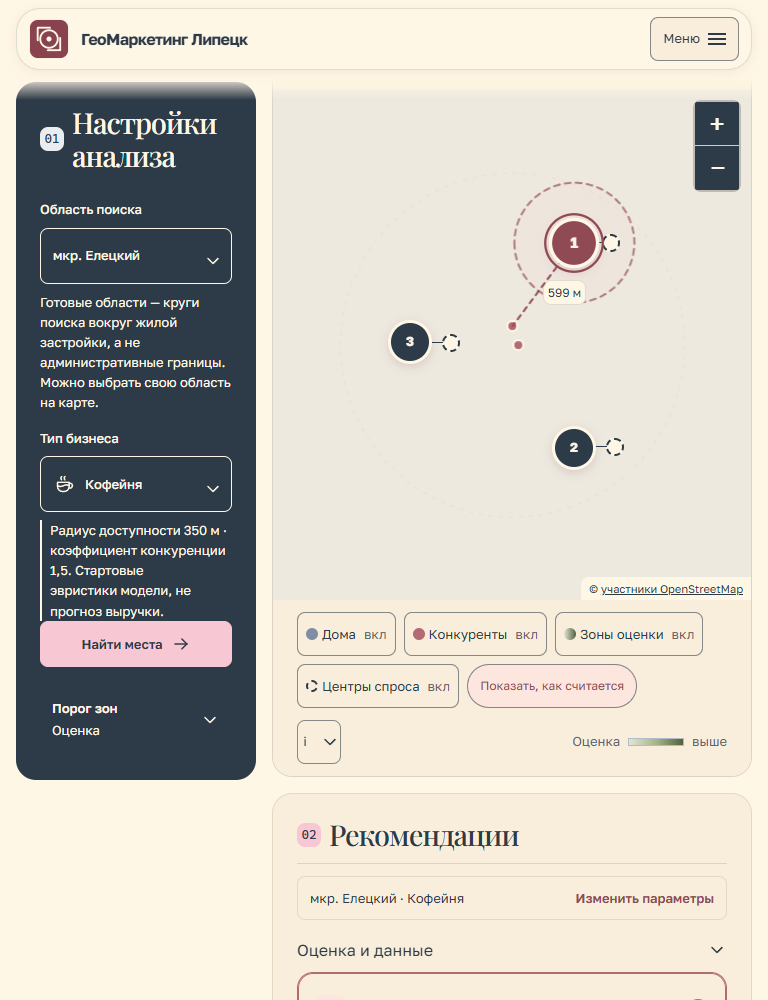 ГеоМаркетинг Липецк
Меню
01
Настройки
анализа
Область поиска
мкр. Елецкий
Готовые области — круги
поиска вокруг жилой
застройки, а не
административные границы.
Можно выбрать свою область
на карте.
Тип бизнеса
Кофейня
Радиус доступности 350 м ·
коэффициент конкуренции
1,5. Стартовые
эвристики модели, не
прогноз выручки.
Найти места
Порог зон
Оценка
+
−
1
599 м
3
2
© участники OpenStreetMap
Дома вкл
Конкуренты вкл
Зоны оценки вкл
Центры спроса вкл
Показать, как считается
i
Оценка
выше
02
Рекомендации
мкр. Елецкий · Кофейня
Изменить параметры
Оценка и данные